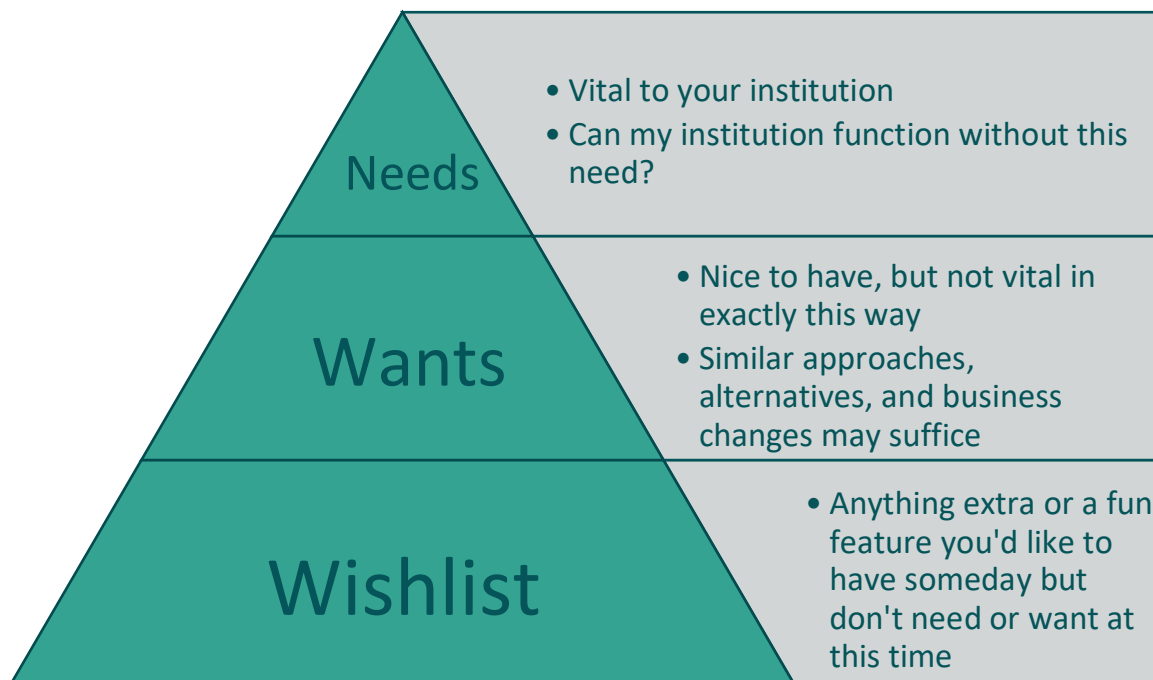 Needs
• Vital to your institution
• Can my institution function without this
need?
Wants
• Nice to have, but not vital in
exactly this way
• Similar approaches,
alternatives, and business
changes may suffice
Wishlist
• Anything extra or a fun
feature you'd like to
have someday but
don't need or want at
this time